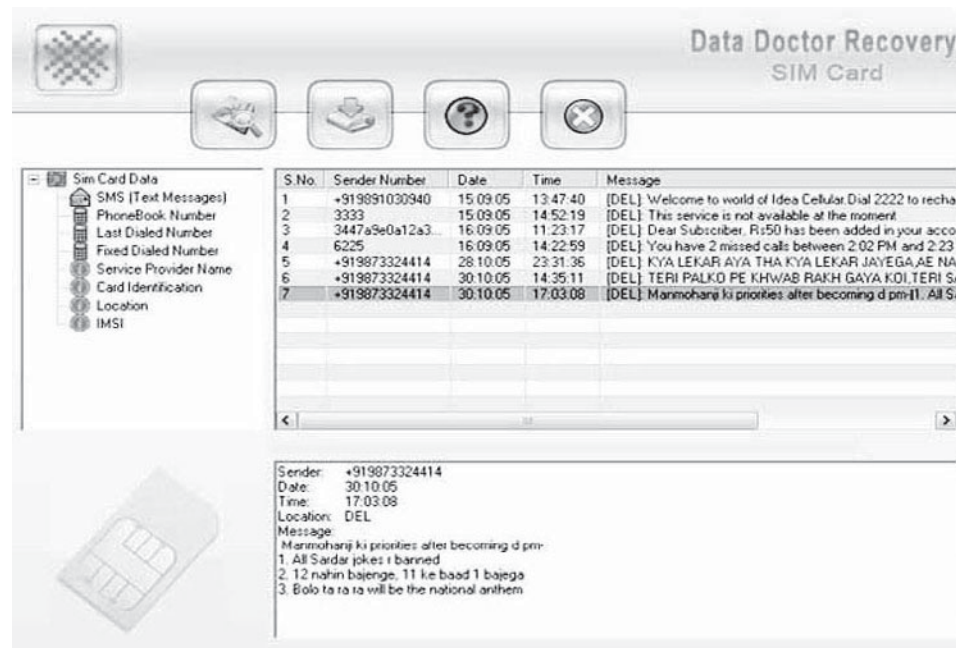 Data Doctor Recovery
SIM Card
Sim Card Data
SMS (Text Messages)
PhoneBook Number
Last Dialed Number
Fixed Dialed Number
Service Provider Name
Card Identification
Location
IMSI
S.No. Sender Number Date Time Message
1 +919891030940 15:09:05 13:47:40 [DEL]: Welcome to world of Idea Cellular.Dial 2222 to recha
2 3333 15:09:05 14:52:19 [DEL]: This service is not available at the moment
3 3447a9e0a12a3... 16:09:05 11:23:17 [DEL]: Dear Subscriber, Rs50 has been added in your acco
4 6225 16:09:05 14:22:59 [DEL]: You have 2 missed calls between 2:02 PM and 2:23
5 +919873324414 28:10:05 23:31:36 [DEL]: KYA LEKAR AYA THA KYA LEKAR JAYEGA,AE NA
6 +919873324414 30:10:05 14:35:11 [DEL]: TERI PALKO PE KHWAB RAKH GAYA KOI,TERI SA
7 +919873324414 30:10:05 17:03:08 [DEL]: Manmohanji ki priorities after becoming d pm-[1. All Sa
Sender: +919873324414
Date: 30:10:05
Time: 17:03:08
Location: DEL
Message:
Manmohanji ki priorities after becoming d pm-
1. All Sardar jokes r banned
2. 12 nahin bajenge, 11 ke baad 1 bajega
3. Bolo ta ra ra will be the national anthem